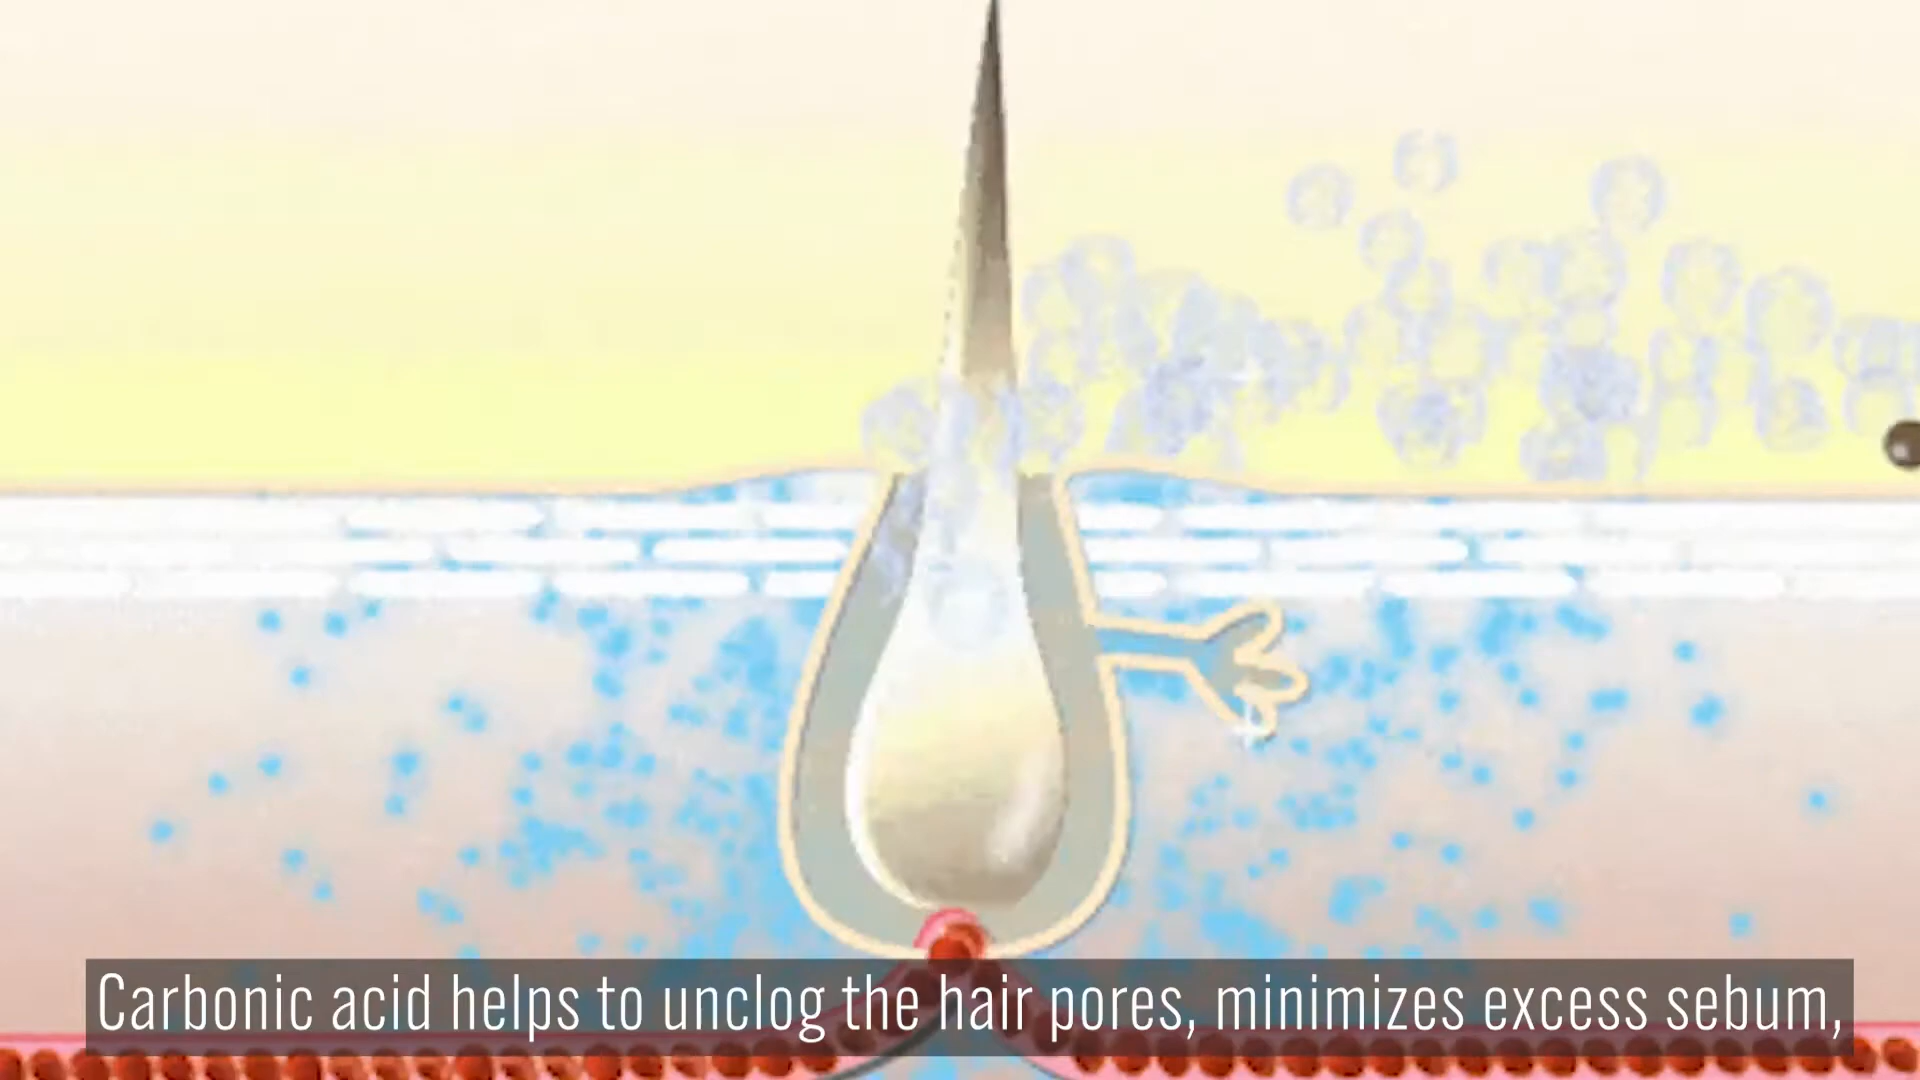 Carbonic acid helps to unclog the hair pores, minimizes excess sebum,